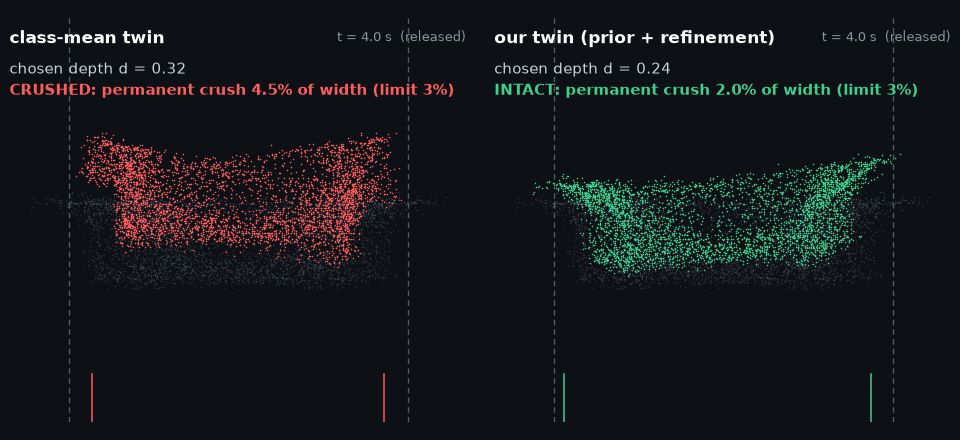 class-mean twin
t = 4.0 s (released)
chosen depth d = 0.32
CRUSHED: permanent crush 4.5% of width (limit 3%)
our twin (prior + refinement)
t = 4.0 s (released)
chosen depth d = 0.24
INTACT: permanent crush 2.0% of width (limit 3%)